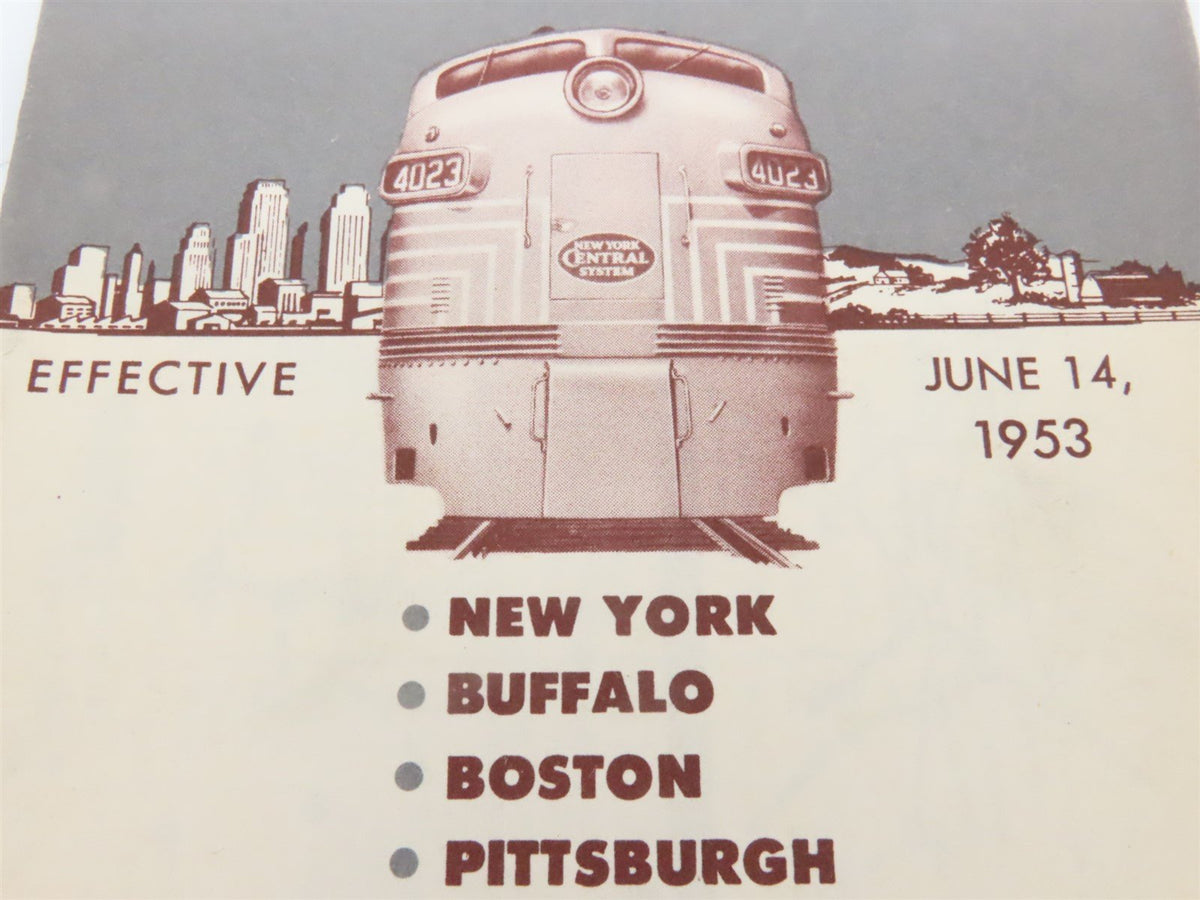 4023
4023
NEW YORK
CENTRAL
SYSTEM
EFFECTIVE
JUNE 14,
1953
NEW YORK
BUFFALO
BOSTON
PITTSBURGH